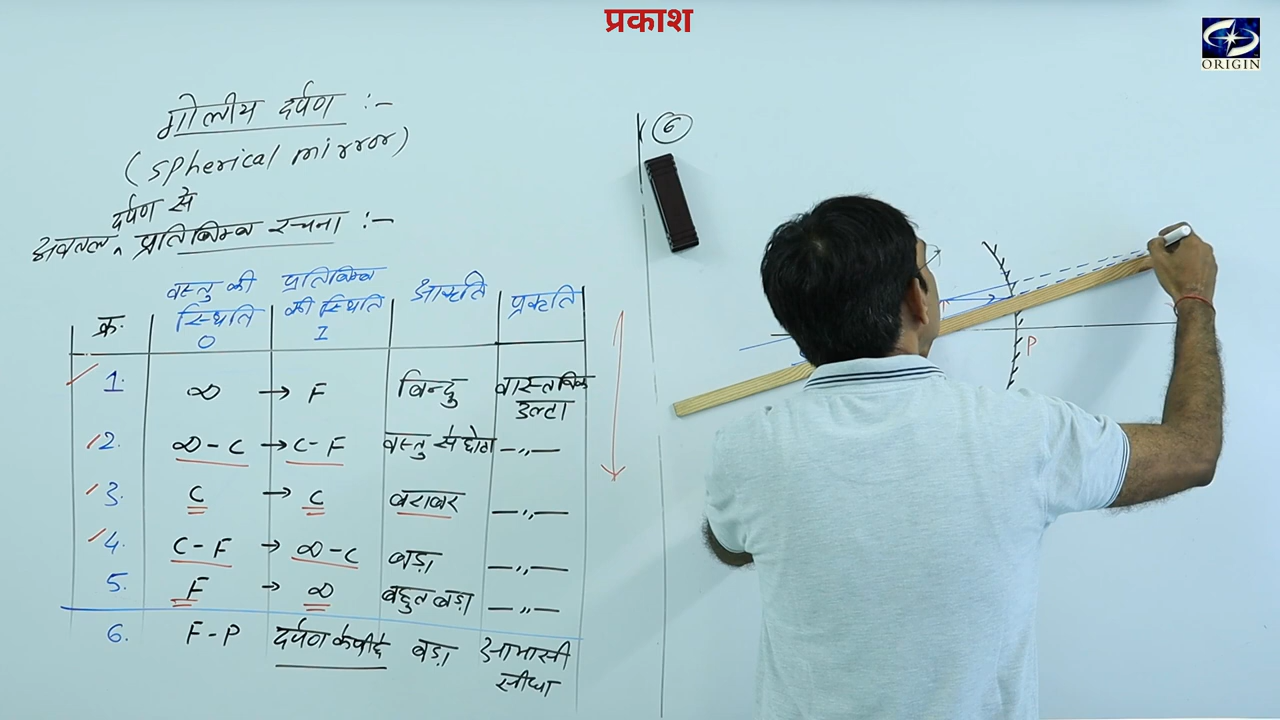 प्रकाश
ORIGIN
गोलीय दर्पण :-
(Spherical mirror)
दर्पण से
अवतल ^ प्रतिबिम्ब रचना :-
क्र. वस्तु की स्थिति O प्रतिबिम्ब की स्थिति I आकृति प्रकृति
1. ∞ → F बिन्दु वास्तविक उल्टा
2. ∞ - C → C - F वस्तु से छोटा —〃—
3. C → C बराबर —〃—
4. C - F → ∞ - C बड़ा —〃—
5. F → ∞ बहुत बड़ा —〃—
6. F - P दर्पण के पीछे बड़ा आभासी सीधा
6
P